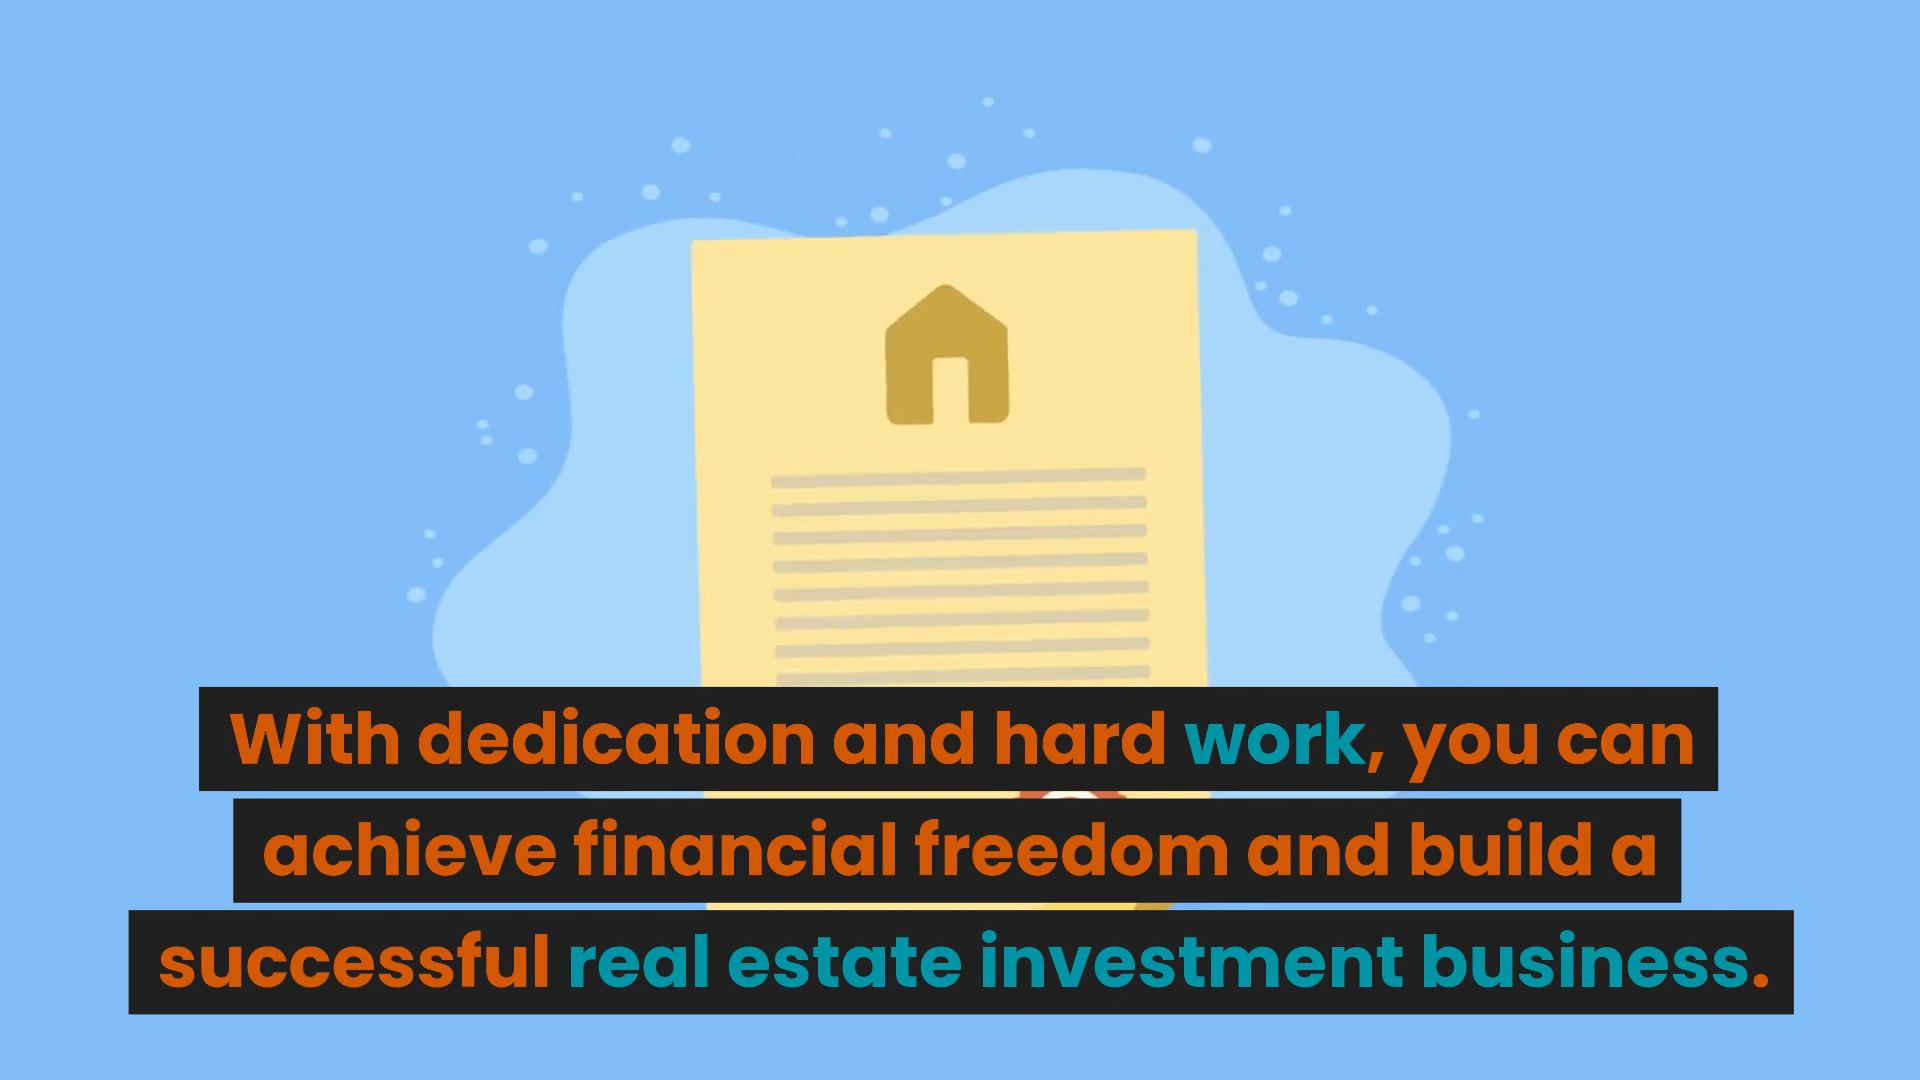 With dedication and hard work, you can
achieve financial freedom and build a
successful real estate investment business.